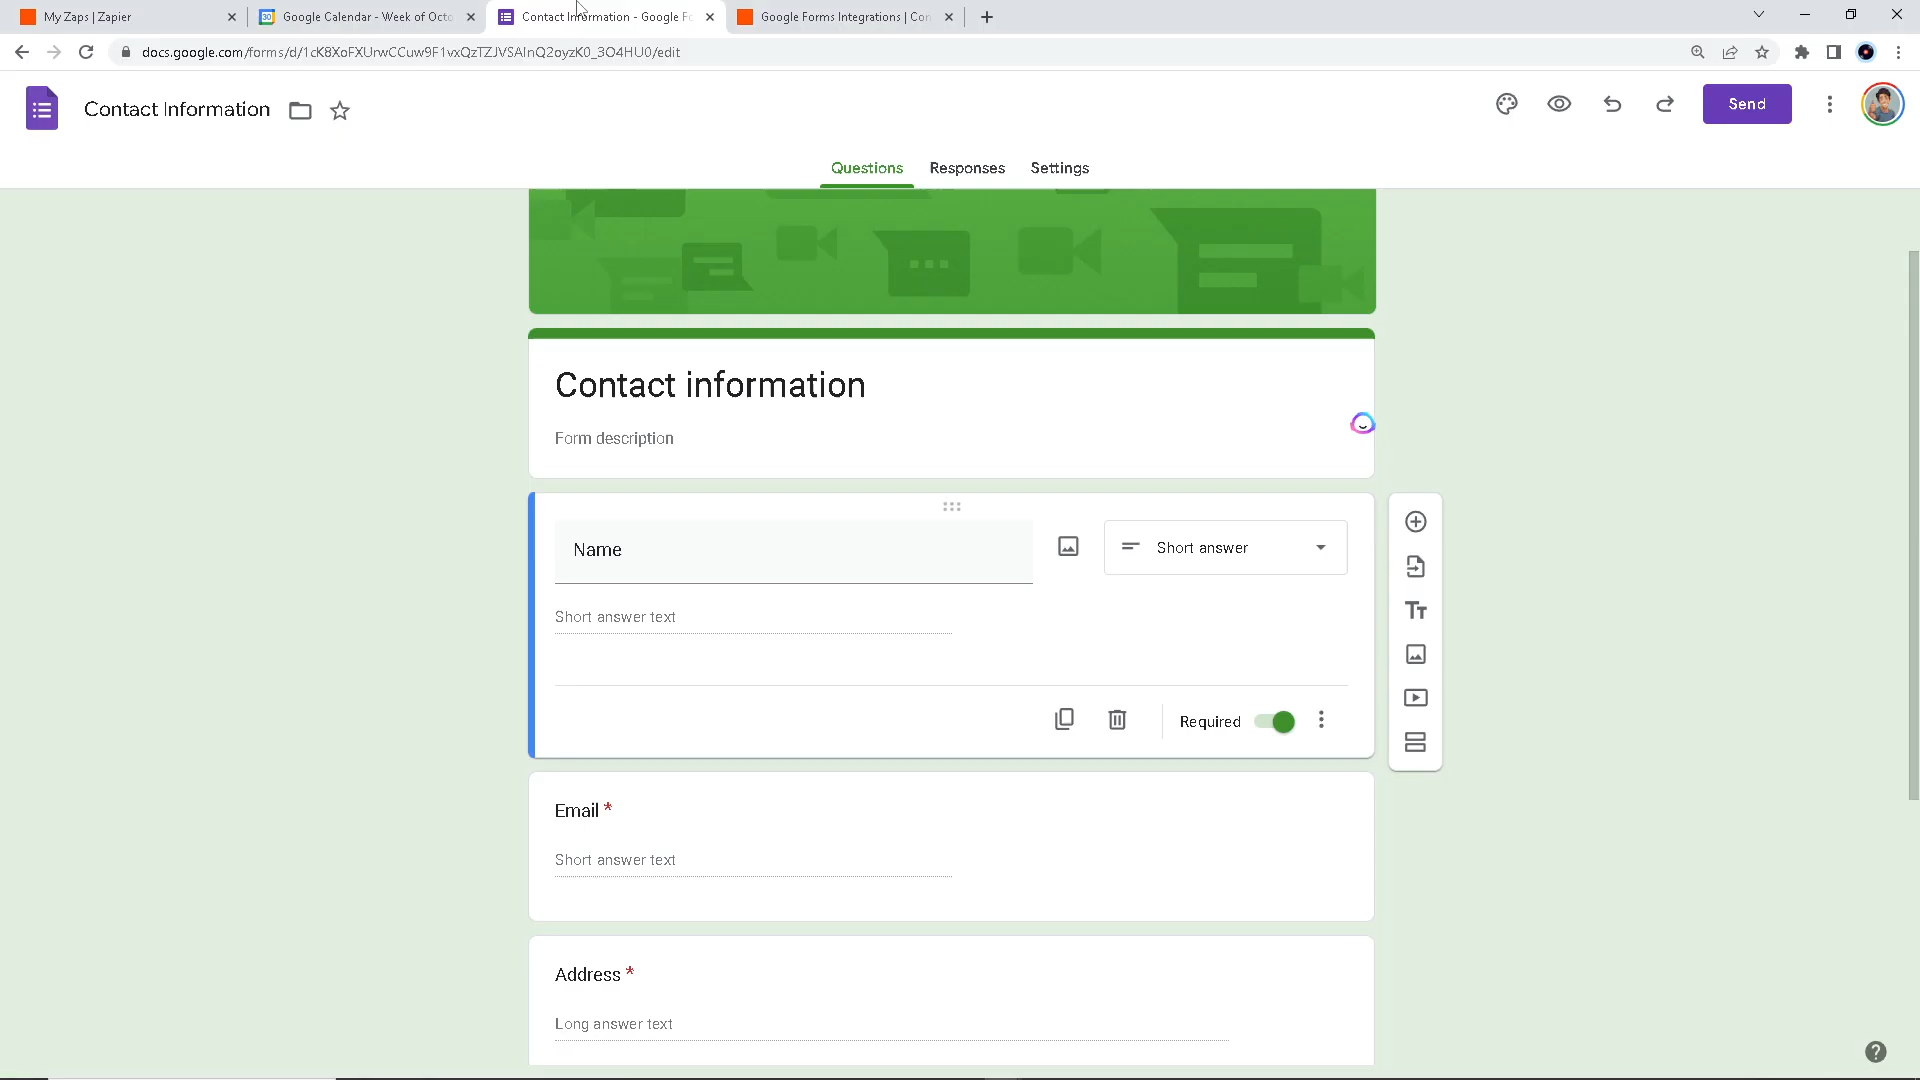 My Zaps | Zapier
30
Google Calendar - Week of Octo
Contact Information - Google Fo
Google Forms Integrations | Con
docs.google.com/forms/d/1cK8XoFXUrwCCuw9F1vxQzTZJVSAlnQ2oyzK0_3O4HU0/edit
Contact Information
Send
Questions
Responses
Settings
Contact information
Form description
Name
Short answer
Short answer text
Required
Email *
Short answer text
Address *
Long answer text